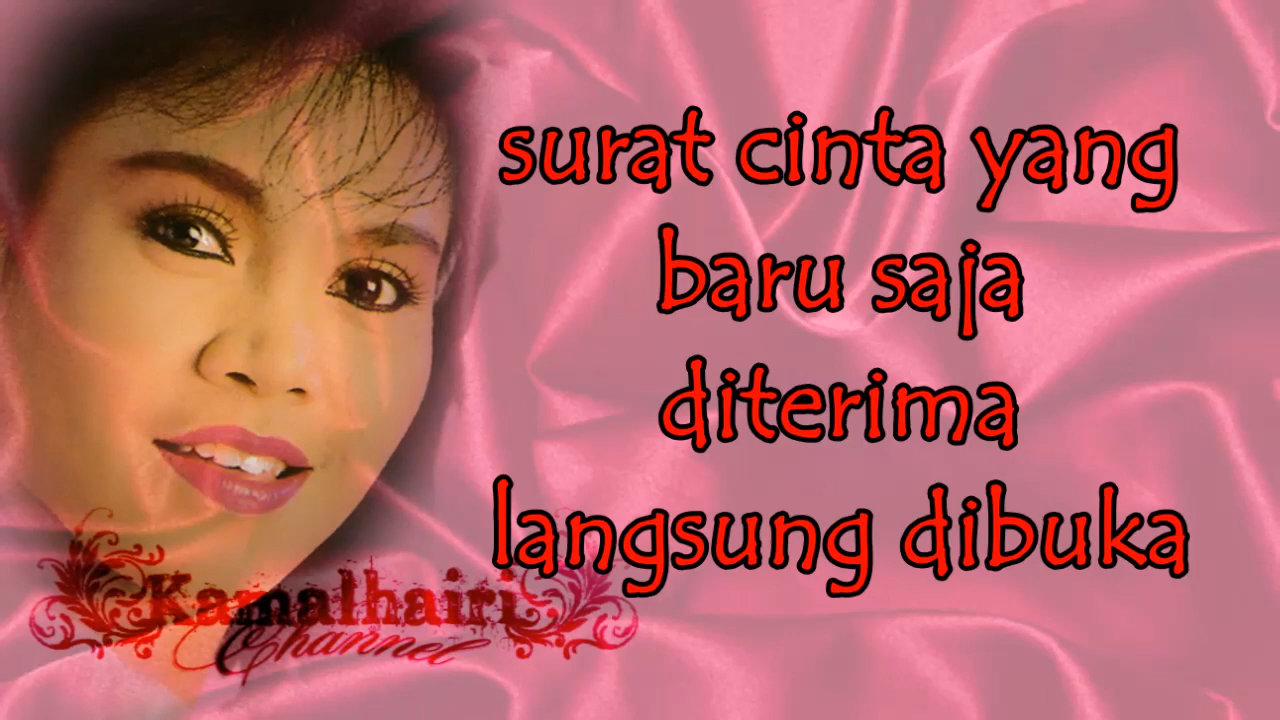 surat cinta yang
baru saja
diterima
langsung dibuka
Kamalhairi
Channel